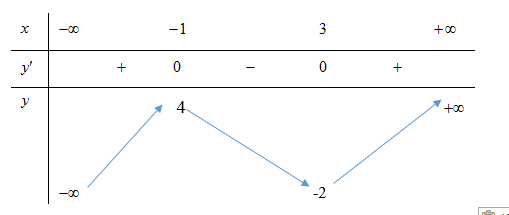 x −∞ −1 3 +∞
y' + 0 − 0 +
y 4 +∞
−∞ -2